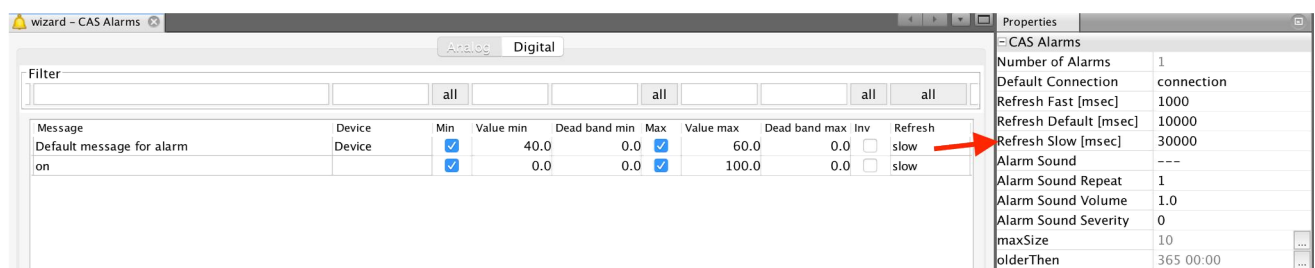 wizard – CAS Alarms
Analog Digital
Filter
all all all all
Message Device Min Value min Dead band min Max Value max Dead band max Inv Refresh
Default message for alarm Device 40.0 0.0 60.0 0.0 slow
on 0.0 0.0 100.0 0.0 slow
Properties
CAS Alarms
Number of Alarms 1
Default Connection connection
Refresh Fast [msec] 1000
Refresh Default [msec] 10000
Refresh Slow [msec] 30000
Alarm Sound ---
Alarm Sound Repeat 1
Alarm Sound Volume 1.0
Alarm Sound Severity 0
maxSize 10 ...
olderThen 365 00:00 ...